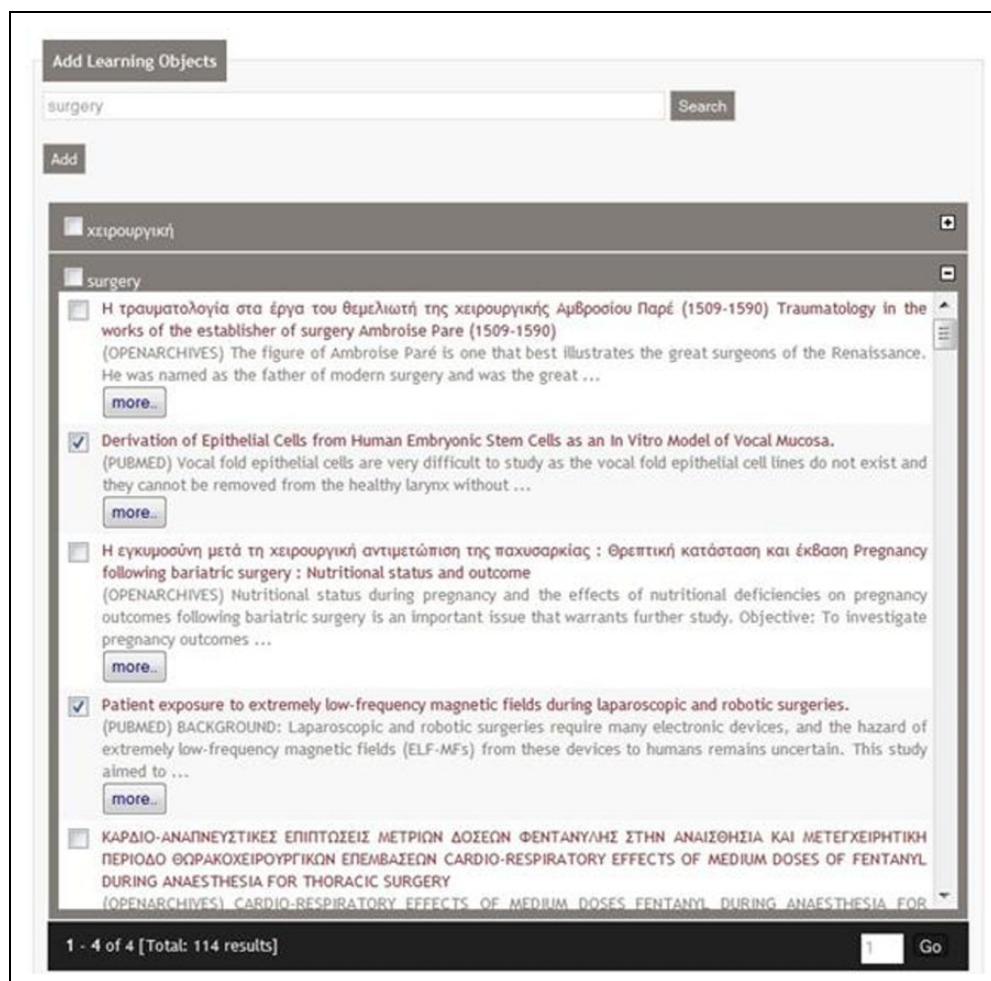 Add Learning Objects
surgery
Search
Add
χειρουργική
surgery
Η τραυματολογία στα έργα του θεμελιωτή της χειρουργικής Αμβροσίου Παρέ (1509-1590) Traumatology in the
works of the establisher of surgery Ambroise Pare (1509-1590)
(OPENARCHIVES) The figure of Ambroise Paré is one that best illustrates the great surgeons of the Renaissance.
He was named as the father of modern surgery and was the great ...
more..
Derivation of Epithelial Cells from Human Embryonic Stem Cells as an In Vitro Model of Vocal Mucosa.
(PUBMED) Vocal fold epithelial cells are very difficult to study as the vocal fold epithelial cell lines do not exist and
they cannot be removed from the healthy larynx without ...
more..
Η εγκυμοσύνη μετά τη χειρουργική αντιμετώπιση της παχυσαρκίας : Θρεπτική κατάσταση και έκβαση Pregnancy
following bariatric surgery : Nutritional status and outcome
(OPENARCHIVES) Nutritional status during pregnancy and the effects of nutritional deficiencies on pregnancy
outcomes following bariatric surgery is an important issue that warrants further study. Objective: To investigate
pregnancy outcomes ...
more..
Patient exposure to extremely low-frequency magnetic fields during laparoscopic and robotic surgeries.
(PUBMED) BACKGROUND: Laparoscopic and robotic surgeries require many electronic devices, and the hazard of
extremely low-frequency magnetic fields (ELF-MFs) from these devices to humans remains uncertain. This study
aimed to ...
more..
ΚΑΡΔΙΟ-ΑΝΑΠΝΕΥΣΤΙΚΕΣ ΕΠΙΠΤΩΣΕΙΣ ΜΕΤΡΙΩΝ ΔΟΣΕΩΝ ΦΕΝΤΑΝΥΛΗΣ ΣΤΗΝ ΑΝΑΙΣΘΗΣΙΑ ΚΑΙ ΜΕΤΕΓΧΕΙΡΗΤΙΚΗ
ΠΕΡΙΟΔΟ ΘΩΡΑΚΟΧΕΙΡΟΥΡΓΙΚΩΝ ΕΠΕΜΒΑΣΕΩΝ CARDIO-RESPIRATORY EFFECTS OF MEDIUM DOSES OF FENTANYL
DURING ANAESTHESIA FOR THORACIC SURGERY
(OPENARCHIVES) CARDIO-RESPIRATORY EFFECTS OF MEDIUM DOSES FENTANYL DURING ANAESTHESIA FOR
1 - 4 of 4 [Total: 114 results]
1
Go